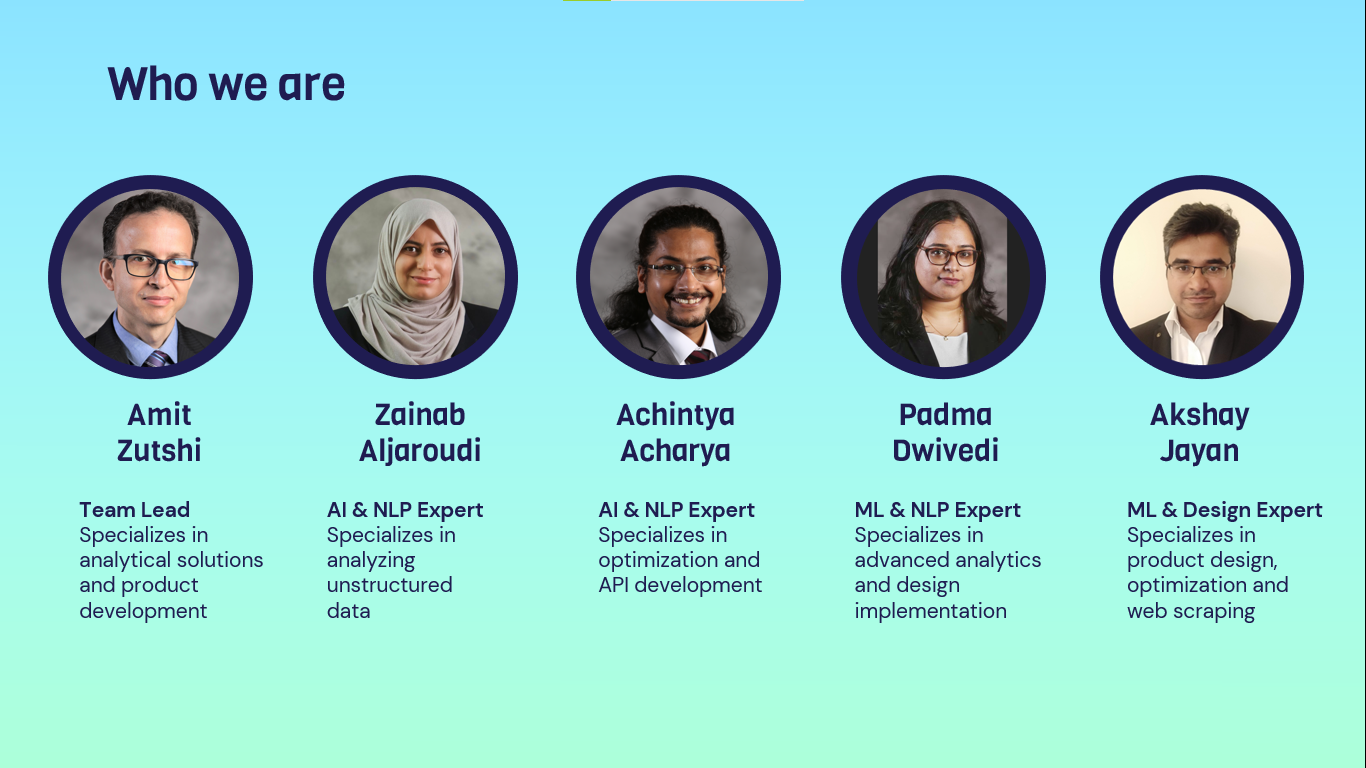 Who we are
Amit
Zutshi
Team Lead
Specializes in
analytical solutions
and product
development
Zainab
Aljaroudi
AI & NLP Expert
Specializes in
analyzing
unstructured
data
Achintya
Acharya
AI & NLP Expert
Specializes in
optimization and
API development
Padma
Dwivedi
ML & NLP Expert
Specializes in
advanced analytics
and design
implementation
Akshay
Jayan
ML & Design Expert
Specializes in
product design,
optimization and
web scraping